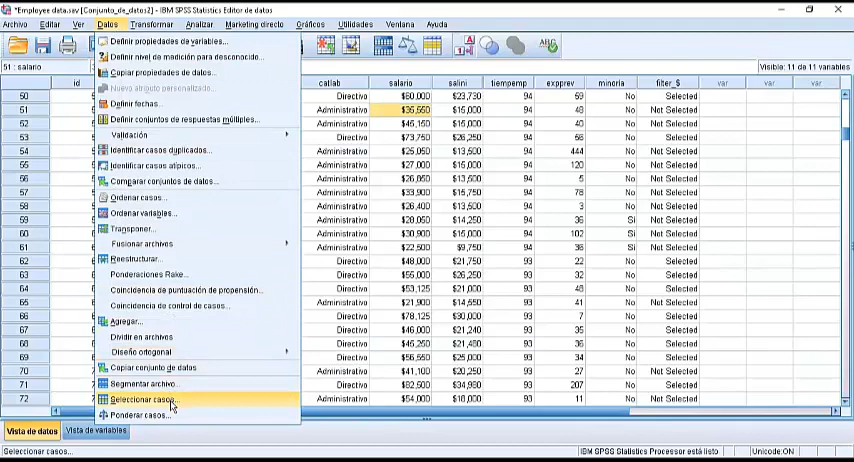 *Employee data.sav [Conjunto_de_datos2] - IBM SPSS Statistics Editor de datos
Archivo Editar Ver Datos Transformar Analizar Marketing directo Gráficos Utilidades Ventana Ayuda
51 : salario
Visible: 11 de 11 variables
Definir propiedades de variables...
Definir nivel de medición para desconocido...
Copiar propiedades de datos...
Nuevo atributo personalizado...
Definir fechas...
Definir conjuntos de respuestas múltiples...
Validación
Identificar casos duplicados...
Identificar casos atípicos...
Comparar conjuntos de datos...
Ordenar casos...
Ordenar variables...
Transponer...
Fusionar archivos
Reestructurar...
Ponderaciones Rake...
Coincidencia de puntuación de propensión...
Coincidencia de control de casos...
Agregar...
Dividir en archivos
Diseño ortogonal
Copiar conjunto de datos
Segmentar archivo...
Seleccionar casos...
Ponderar casos...
id catlab salario salini tiempemp expprev minoria filter_$ var var var
50 Directivo $60,000 $23,730 94 59 No Selected
51 Administrativo $35,550 $15,000 94 48 No Not Selected
52 Administrativo $45,150 $15,000 94 40 No Not Selected
53 Directivo $73,750 $26,250 94 56 No Selected
54 Administrativo $25,050 $13,500 94 444 No Not Selected
55 Administrativo $27,000 $15,000 94 120 No Not Selected
56 Administrativo $26,850 $13,500 94 5 No Not Selected
57 Administrativo $33,900 $15,750 94 78 No Not Selected
58 Administrativo $26,400 $13,500 94 3 No Not Selected
59 Administrativo $28,050 $14,250 94 36 Sí Not Selected
60 Administrativo $30,900 $15,000 94 102 Sí Not Selected
61 Administrativo $22,500 $9,750 94 36 Sí Not Selected
62 Directivo $48,000 $21,750 93 22 No Selected
63 Directivo $55,000 $26,250 93 32 No Selected
64 Directivo $53,125 $21,000 93 48 No Selected
65 Administrativo $21,900 $14,550 93 41 No Not Selected
66 Directivo $78,125 $30,000 93 7 No Selected
67 Directivo $46,000 $21,240 93 35 No Selected
68 Directivo $45,250 $21,480 93 36 No Selected
69 Directivo $56,550 $25,000 93 34 No Selected
70 Administrativo $41,100 $20,250 93 27 No Not Selected
71 Directivo $82,500 $34,980 93 207 No Selected
72 Directivo $54,000 $18,000 93 11 No Selected
Vista de datos Vista de variables
Seleccionar casos...
IBM SPSS Statistics Processor está listo
Unicode:ON